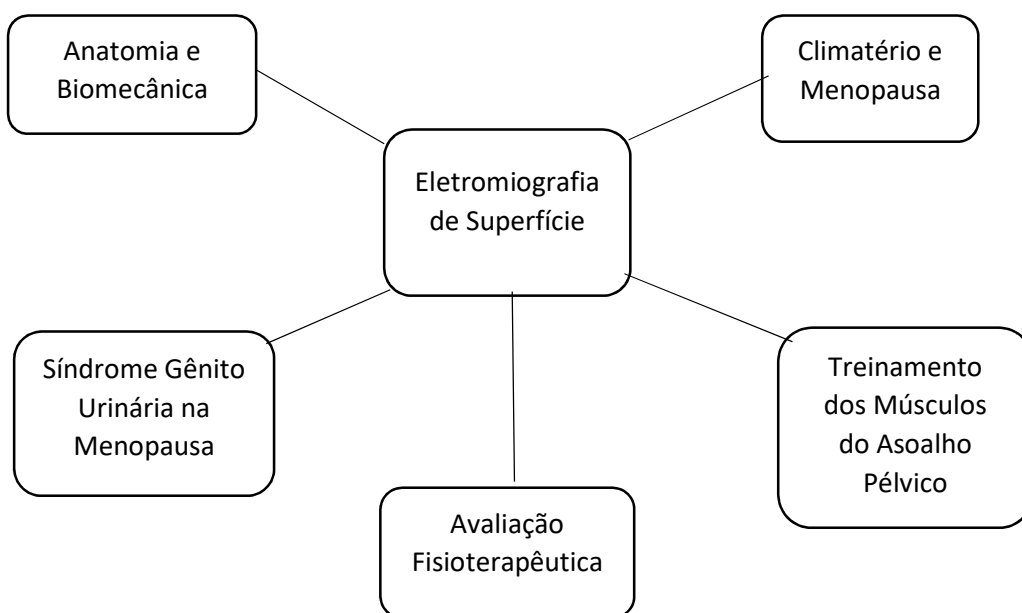 Anatomia e
Biomecânica
Climatério e
Menopausa
Eletromiografia
de Superfície
Síndrome Gênito
Urinária na
Menopausa
Treinamento
dos Músculos
do Asoalho
Pélvico
Avaliação
Fisioterapêutica